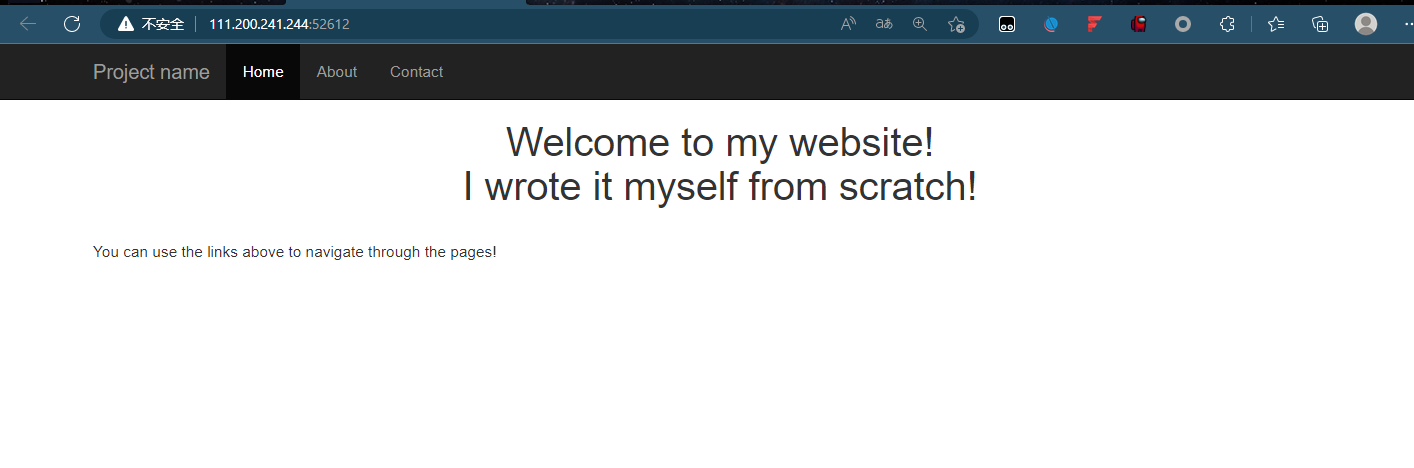 不安全 111.200.241.244:52612
Project name Home About Contact
Welcome to my website!
I wrote it myself from scratch!
You can use the links above to navigate through the pages!